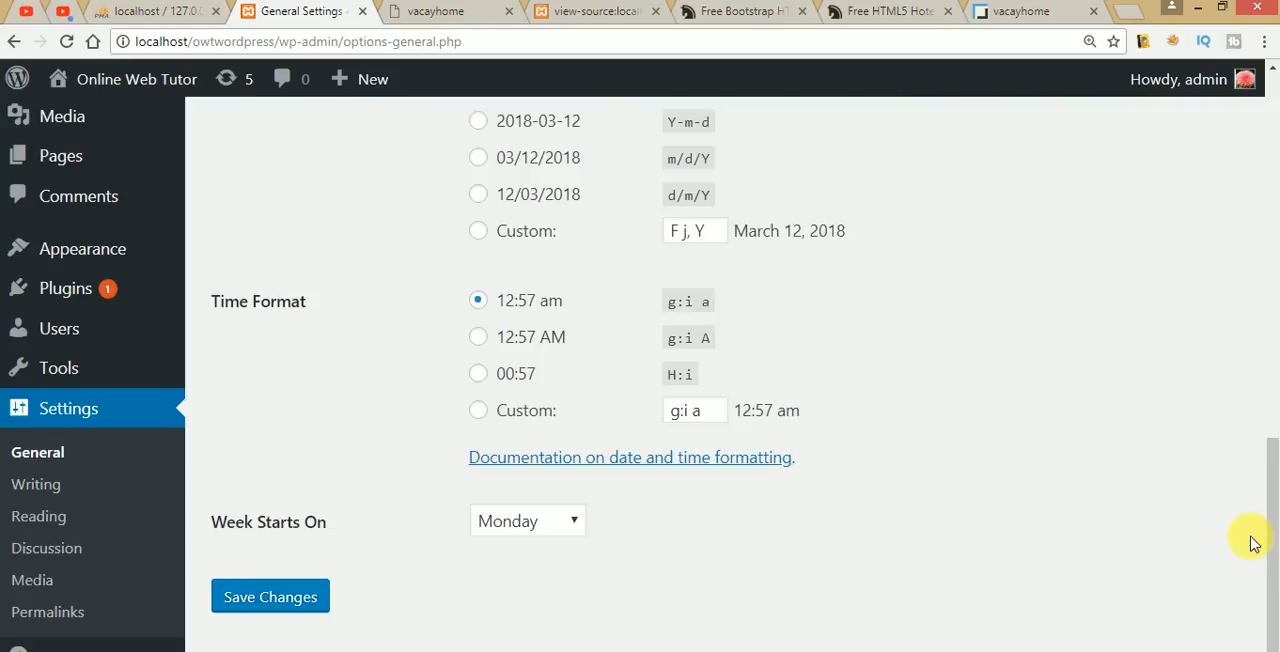 localhost / 127.0.0
General Settings
vacayhome
view-source:local
Free Bootstrap HT
Free HTML5 Hote
vacayhome
localhost/owtwordpress/wp-admin/options-general.php
Online Web Tutor 5 0 New Howdy, admin
Media
Pages
Comments
Appearance
Plugins 1
Users
Tools
Settings
General
Writing
Reading
Discussion
Media
Permalinks
2018-03-12 Y-m-d
03/12/2018 m/d/Y
12/03/2018 d/m/Y
Custom: F j, Y March 12, 2018
Time Format
12:57 am g:i a
12:57 AM g:i A
00:57 H:i
Custom: g:i a 12:57 am
Documentation on date and time formatting.
Week Starts On Monday
Save Changes